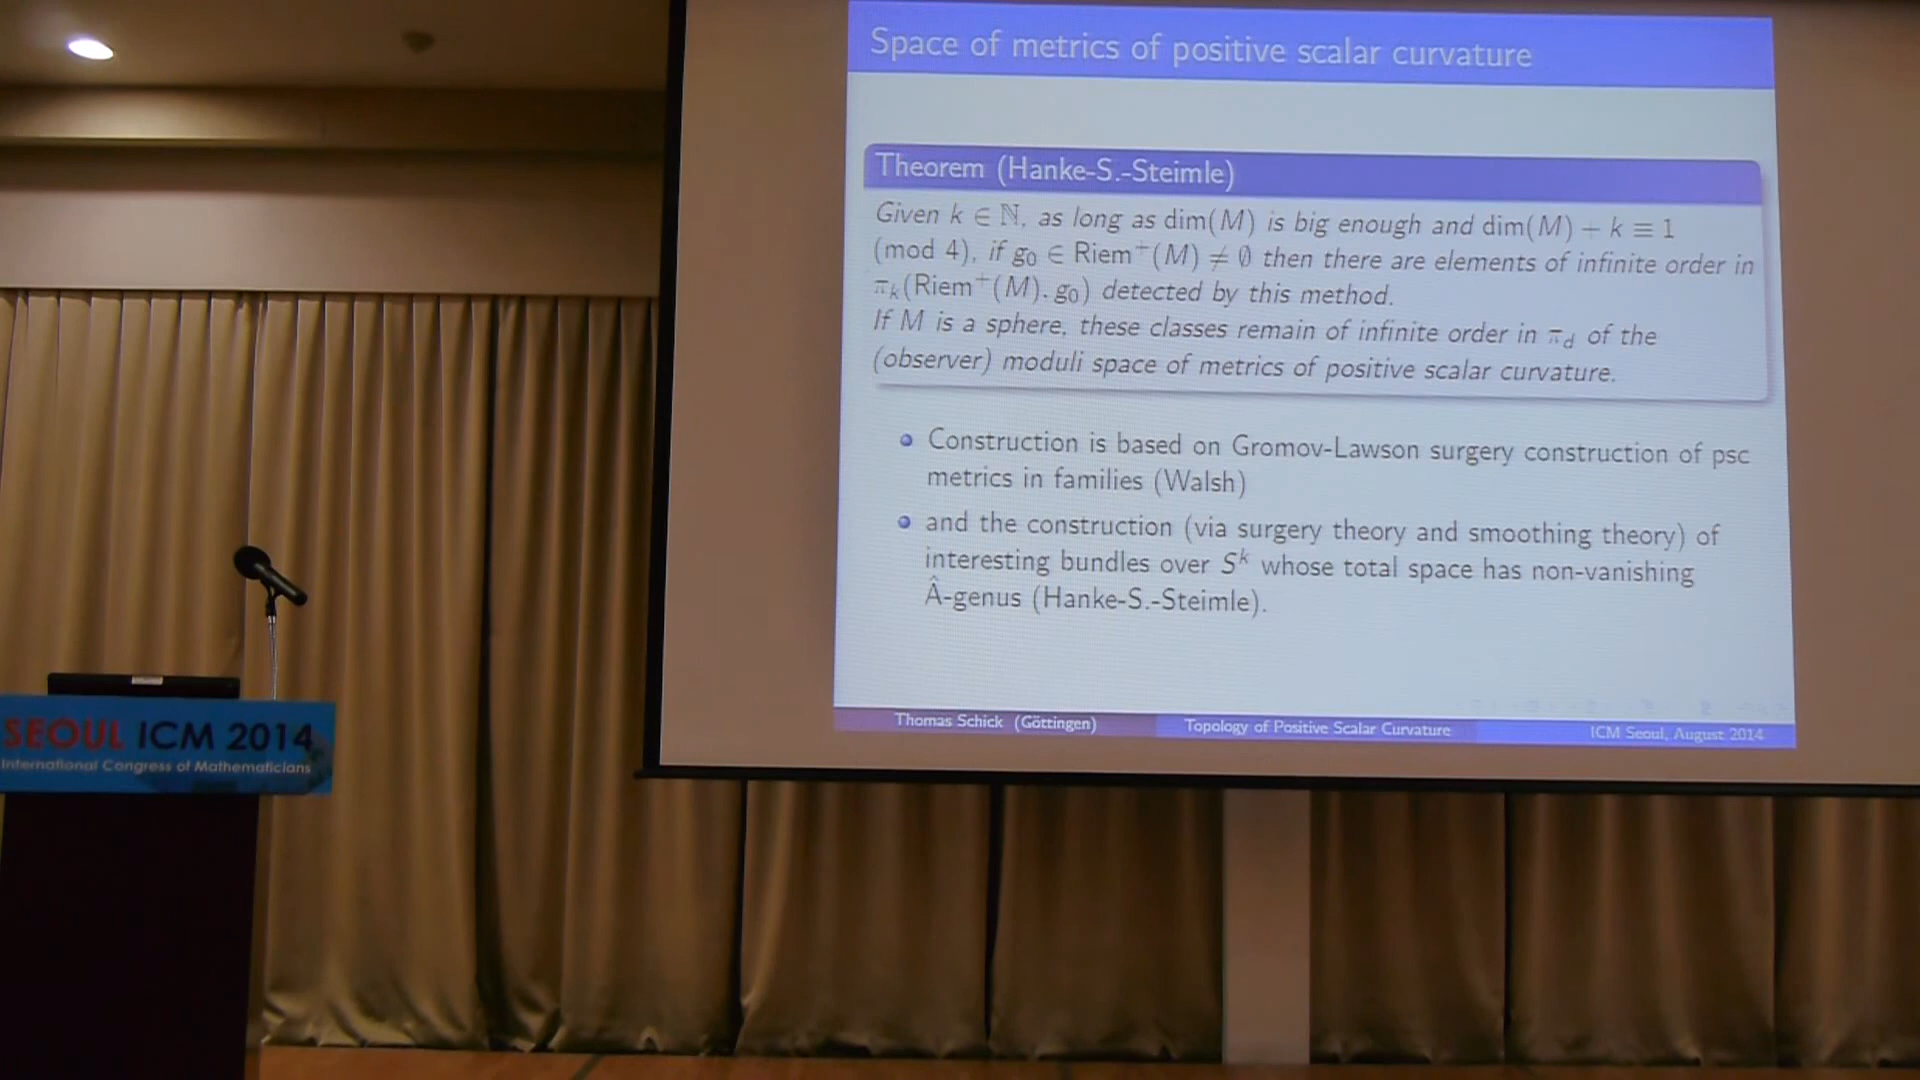 Space of metrics of positive scalar curvature
Theorem (Hanke-S.-Steimle)
Given k ∈ ℕ, as long as dim(M) is big enough and dim(M) + k ≡ 1
(mod 4), if g₀ ∈ Riem⁺(M) ≠ ∅ then there are elements of infinite order in
πₖ(Riem⁺(M), g₀) detected by this method.
If M is a sphere, these classes remain of infinite order in π_d of the
(observer) moduli space of metrics of positive scalar curvature.
Construction is based on Gromov-Lawson surgery construction of psc
metrics in families (Walsh)
and the construction (via surgery theory and smoothing theory) of
interesting bundles over Sᵏ whose total space has non-vanishing
Â-genus (Hanke-S.-Steimle).
Thomas Schick (Göttingen) Topology of Positive Scalar Curvature ICM Seoul, August 2014
SEOUL ICM 2014
International Congress of Mathematicians